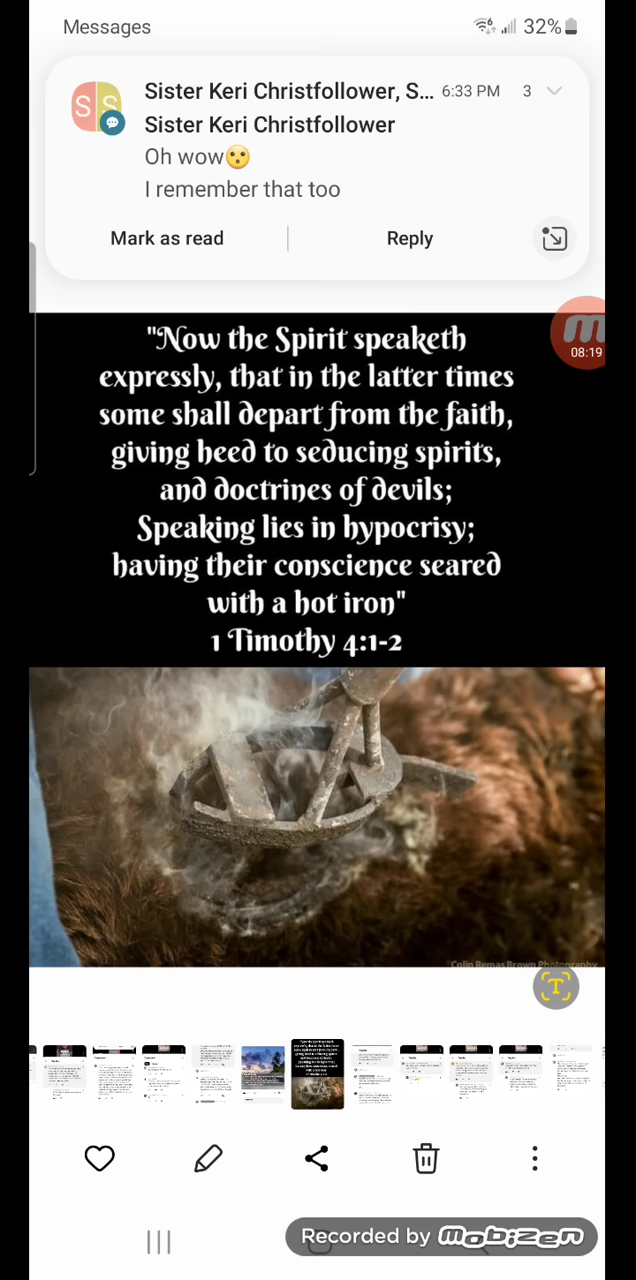 Messages
32%
Sister Keri Christfollower, S... 6:33 PM 3
SS
Sister Keri Christfollower
Oh wow😯
I remember that too
Mark as read
Reply
08:19
"Now the Spirit speaketh
expressly, that in the latter times
some shall depart from the faith,
giving heed to seducing spirits,
and doctrines of devils;
Speaking lies in hypocrisy;
having their conscience seared
with a hot iron"
1 Timothy 4:1-2
Colin Remas Brown Photography
T
Recorded by mobizen